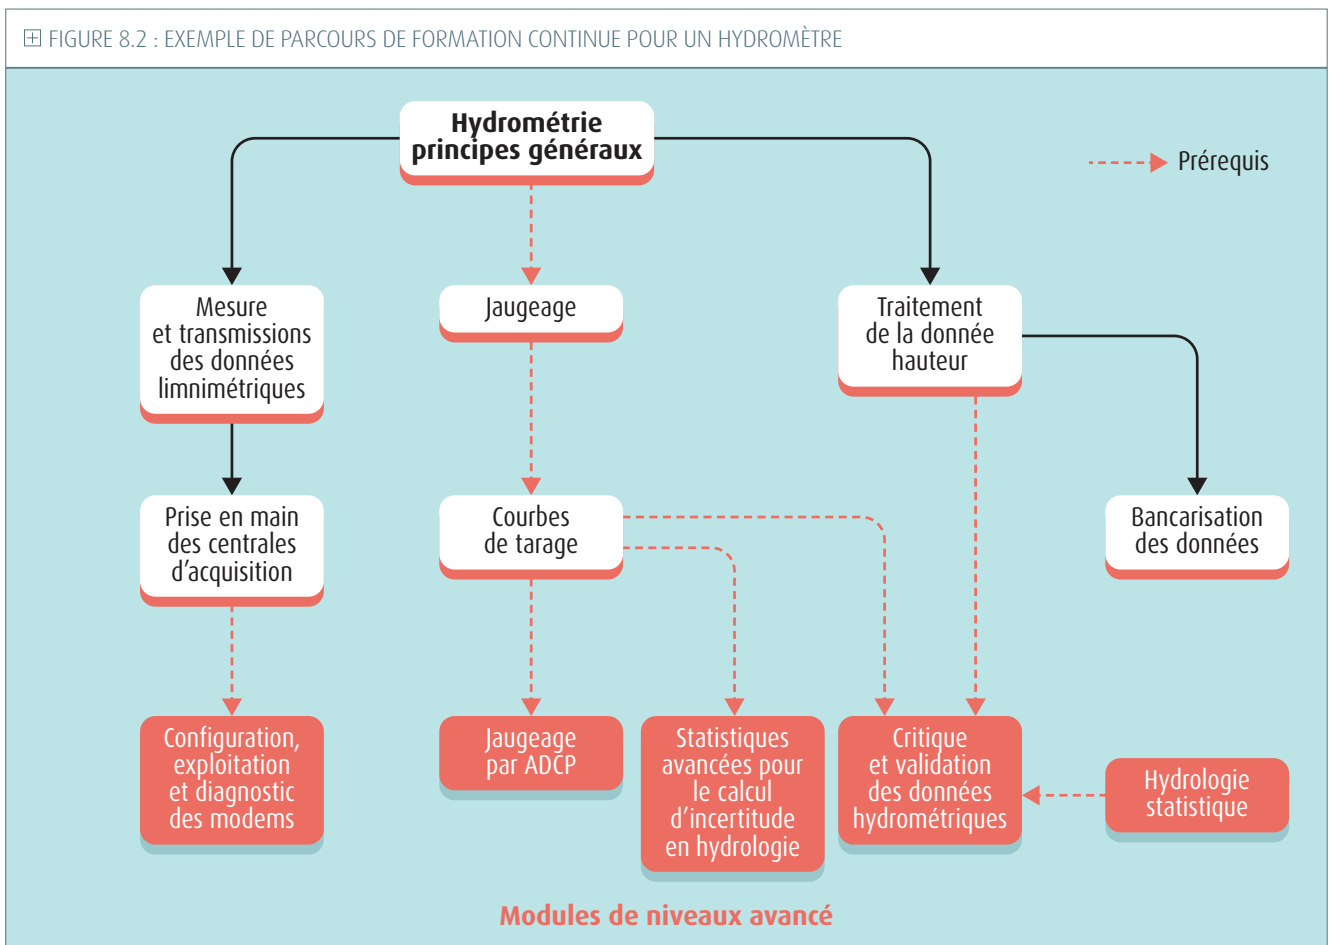 FIGURE 8.2 : EXEMPLE DE PARCOURS DE FORMATION CONTINUE POUR UN HYDROMÈTRE
Hydrométrie
principes généraux
Prérequis
Mesure
et transmissions
des données
limnimétriques
Jaugeage
Traitement
de la donnée
hauteur
Prise en main
des centrales
d'acquisition
Courbes
de tarage
Bancarisation
des données
Configuration,
exploitation
et diagnostic
des modems
Jaugeage
par ADCP
Statistiques
avancées pour
le calcul
d'incertitude
en hydrologie
Critique
et validation
des données
hydrométriques
Hydrologie
statistique
Modules de niveaux avancé